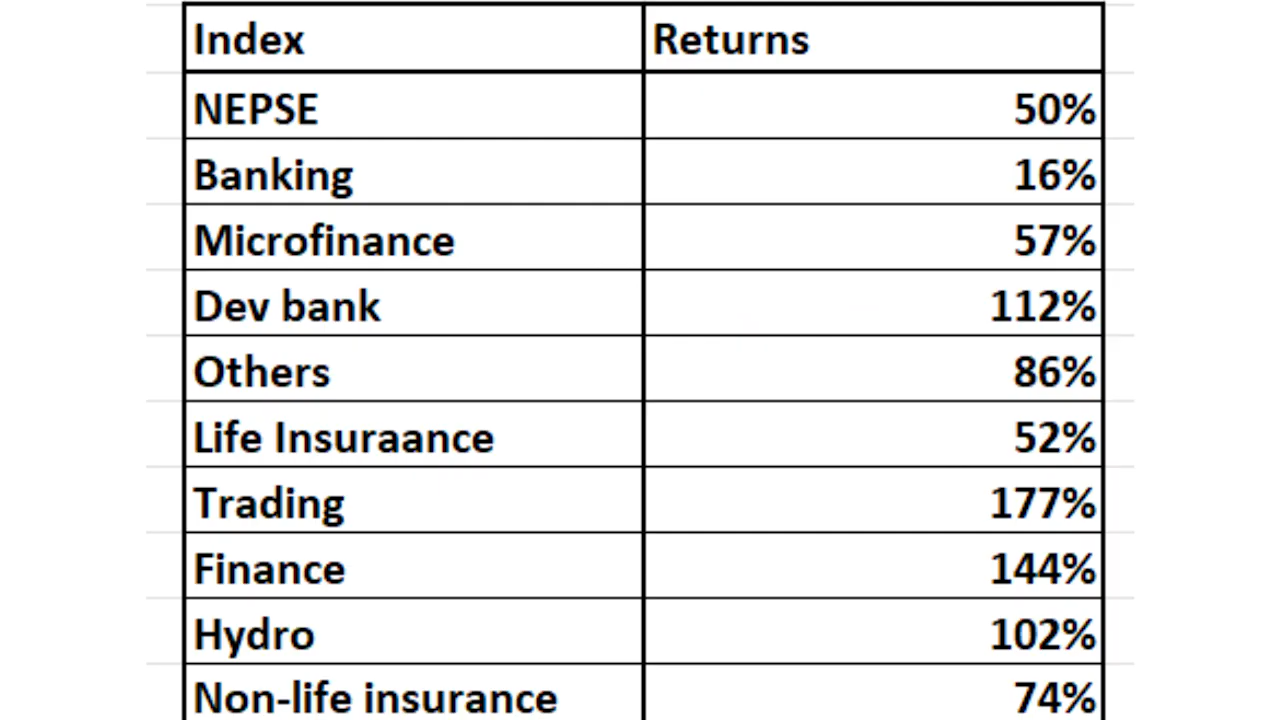 Index Returns
NEPSE 50%
Banking 16%
Microfinance 57%
Dev bank 112%
Others 86%
Life Insuraance 52%
Trading 177%
Finance 144%
Hydro 102%
Non-life insurance 74%